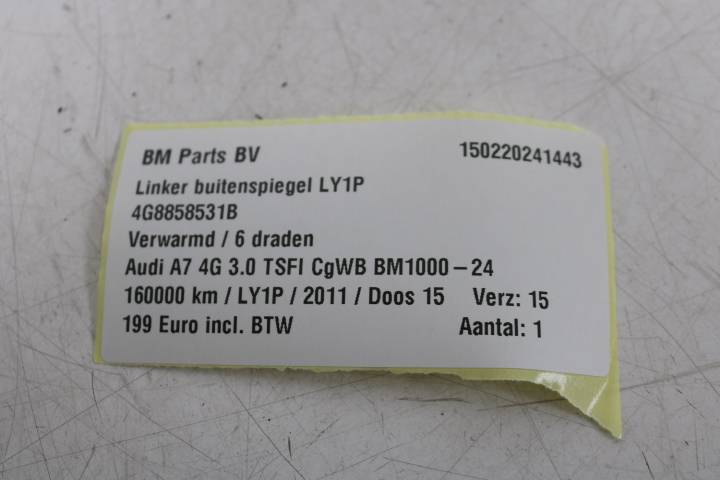 BM Parts BV 150220241443
Linker buitenspiegel LY1P
4G8858531B
Verwarmd / 6 draden
Audi A7 4G 3.0 TSFI CgWB BM1000-24
160000 km / LY1P / 2011 / Doos 15 Verz: 15
199 Euro incl. BTW Aantal: 1